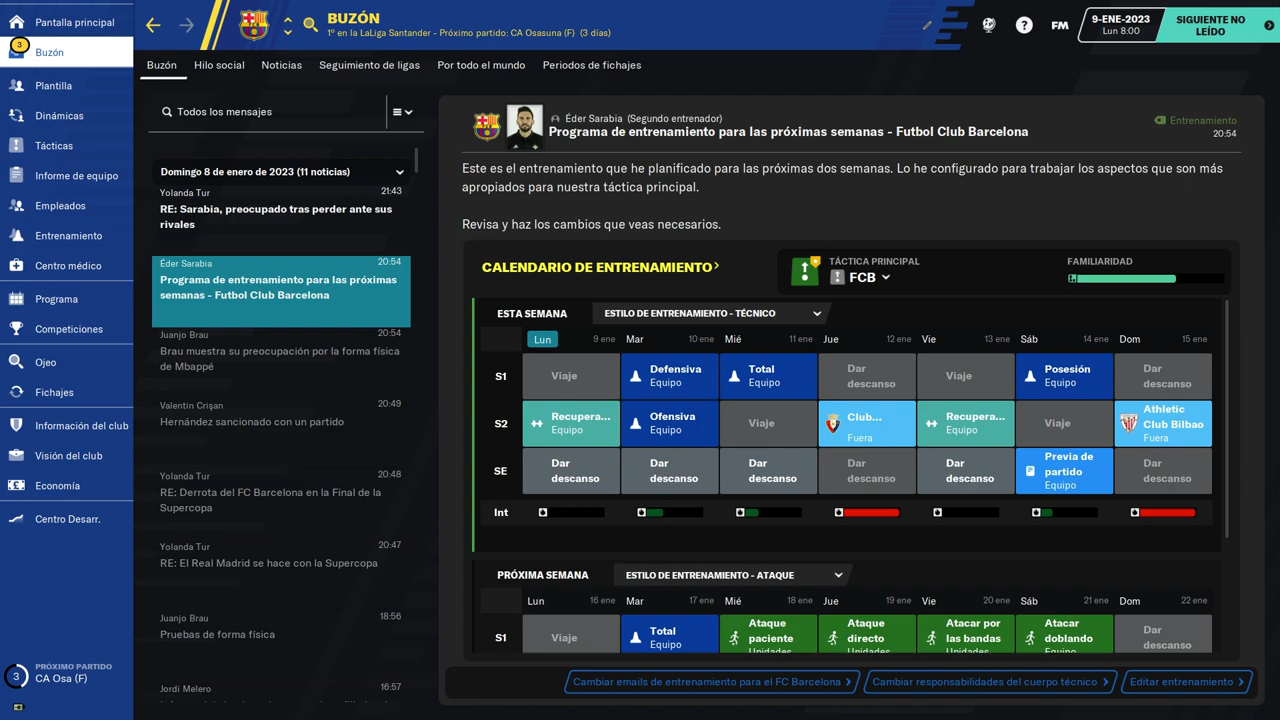 Pantalla principal
3
Buzón
Plantilla
Dinámicas
Tácticas
Informe de equipo
Empleados
Entrenamiento
Centro médico
Programa
Competiciones
Ojeo
Fichajes
Información del club
Visión del club
Economía
Centro Desarr.
3
PRÓXIMO PARTIDO
CA Osa (F)
BUZÓN
1º en la LaLiga Santander - Próximo partido: CA Osasuna (F) (3 días)
?
FM
9-ENE-2023
Lun 8:00
SIGUIENTE NO
LEÍDO
Buzón Hilo social Noticias Seguimiento de ligas Por todo el mundo Periodos de fichajes
Todos los mensajes
Domingo 8 de enero de 2023 (11 noticias)
Yolanda Tur 21:43
RE: Sarabia, preocupado tras perder ante sus
rivales
Éder Sarabia 20:54
Programa de entrenamiento para las próximas
semanas - Futbol Club Barcelona
Juanjo Brau 20:54
Brau muestra su preocupación por la forma física
de Mbappé
Valentin Crișan 20:49
Hernández sancionado con un partido
Yolanda Tur 20:48
RE: Derrota del FC Barcelona en la Final de la
Supercopa
Yolanda Tur 20:47
RE: El Real Madrid se hace con la Supercopa
Juanjo Brau 18:56
Pruebas de forma física
Jordi Melero 16:57
Éder Sarabia (Segundo entrenador)
Programa de entrenamiento para las próximas semanas - Futbol Club Barcelona
Entrenamiento
20:54
Este es el entrenamiento que he planificado para las próximas dos semanas. Lo he configurado para trabajar los aspectos que son más
apropiados para nuestra táctica principal.
Revisa y haz los cambios que veas necesarios.
CALENDARIO DE ENTRENAMIENTO
TÁCTICA PRINCIPAL
FCB
FAMILIARIDAD
ESTA SEMANA ESTILO DE ENTRENAMIENTO - TÉCNICO
Lun 9 ene Mar 10 ene Mié 11 ene Jue 12 ene Vie 13 ene Sáb 14 ene Dom 15 ene
S1 Viaje Defensiva Equipo Total Equipo Dar descanso Viaje Posesión Equipo Dar descanso
S2 Recupera... Equipo Ofensiva Equipo Viaje Club... Fuera Recupera... Equipo Viaje Athletic Club Bilbao Fuera
SE Dar descanso Dar descanso Dar descanso Dar descanso Dar descanso Previa de partido Equipo Dar descanso
Int
PRÓXIMA SEMANA ESTILO DE ENTRENAMIENTO - ATAQUE
Lun 16 ene Mar 17 ene Mié 18 ene Jue 19 ene Vie 20 ene Sáb 21 ene Dom 22 ene
S1 Viaje Total Equipo Ataque paciente Unidades Ataque directo Unidades Atacar por las bandas Unidades Atacar doblando Equipo Dar descanso
Cambiar emails de entrenamiento para el FC Barcelona
Cambiar responsabilidades del cuerpo técnico
Editar entrenamiento